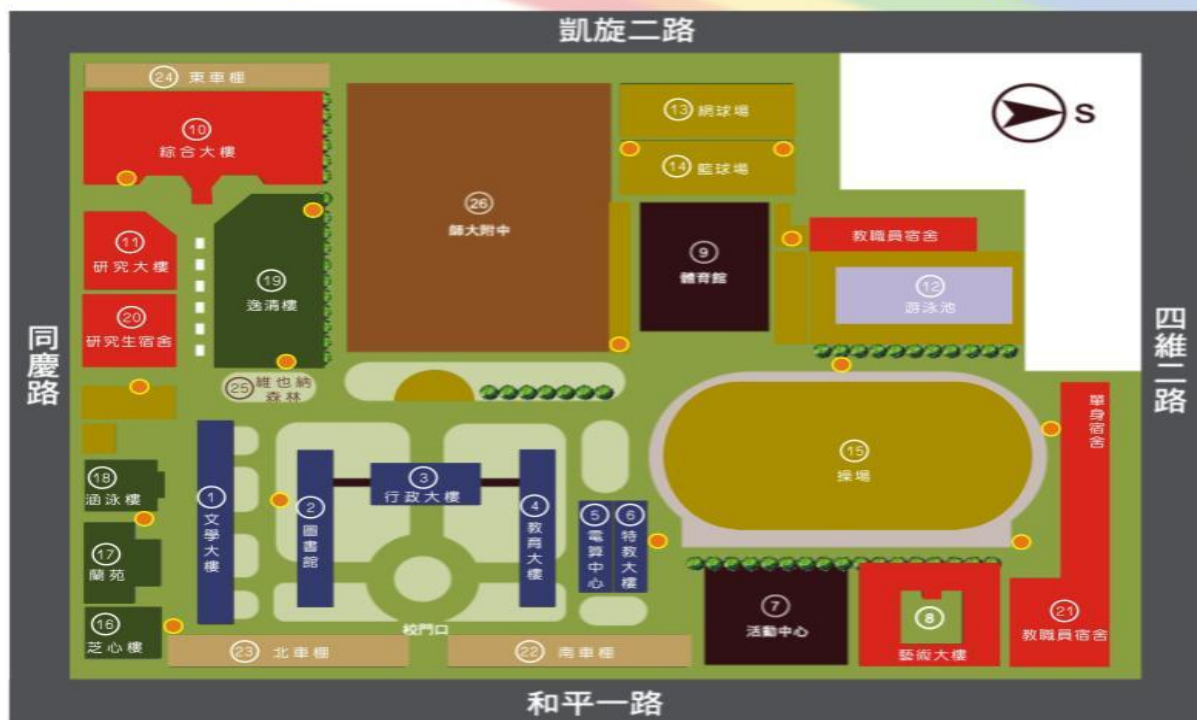 凱旋二路
24 東車棚
10
綜合大樓
13 網球場
14 籃球場
S
26
師大附中
11
研究大樓
19
逸清樓
9
體育館
教職員宿舍
12
游泳池
20
研究生宿舍
同慶路
四維二路
25 維也納
森林
單身宿舍
15
操場
18
涵泳樓
1
文學大樓
2
圖書館
3
行政大樓
4
教育大樓
5
電算中心
6
特教大樓
17
蘭苑
16
芝心樓
校門口
7
活動中心
8
藝術大樓
21
教職員宿舍
23 北車棚
22 南車棚
和平一路